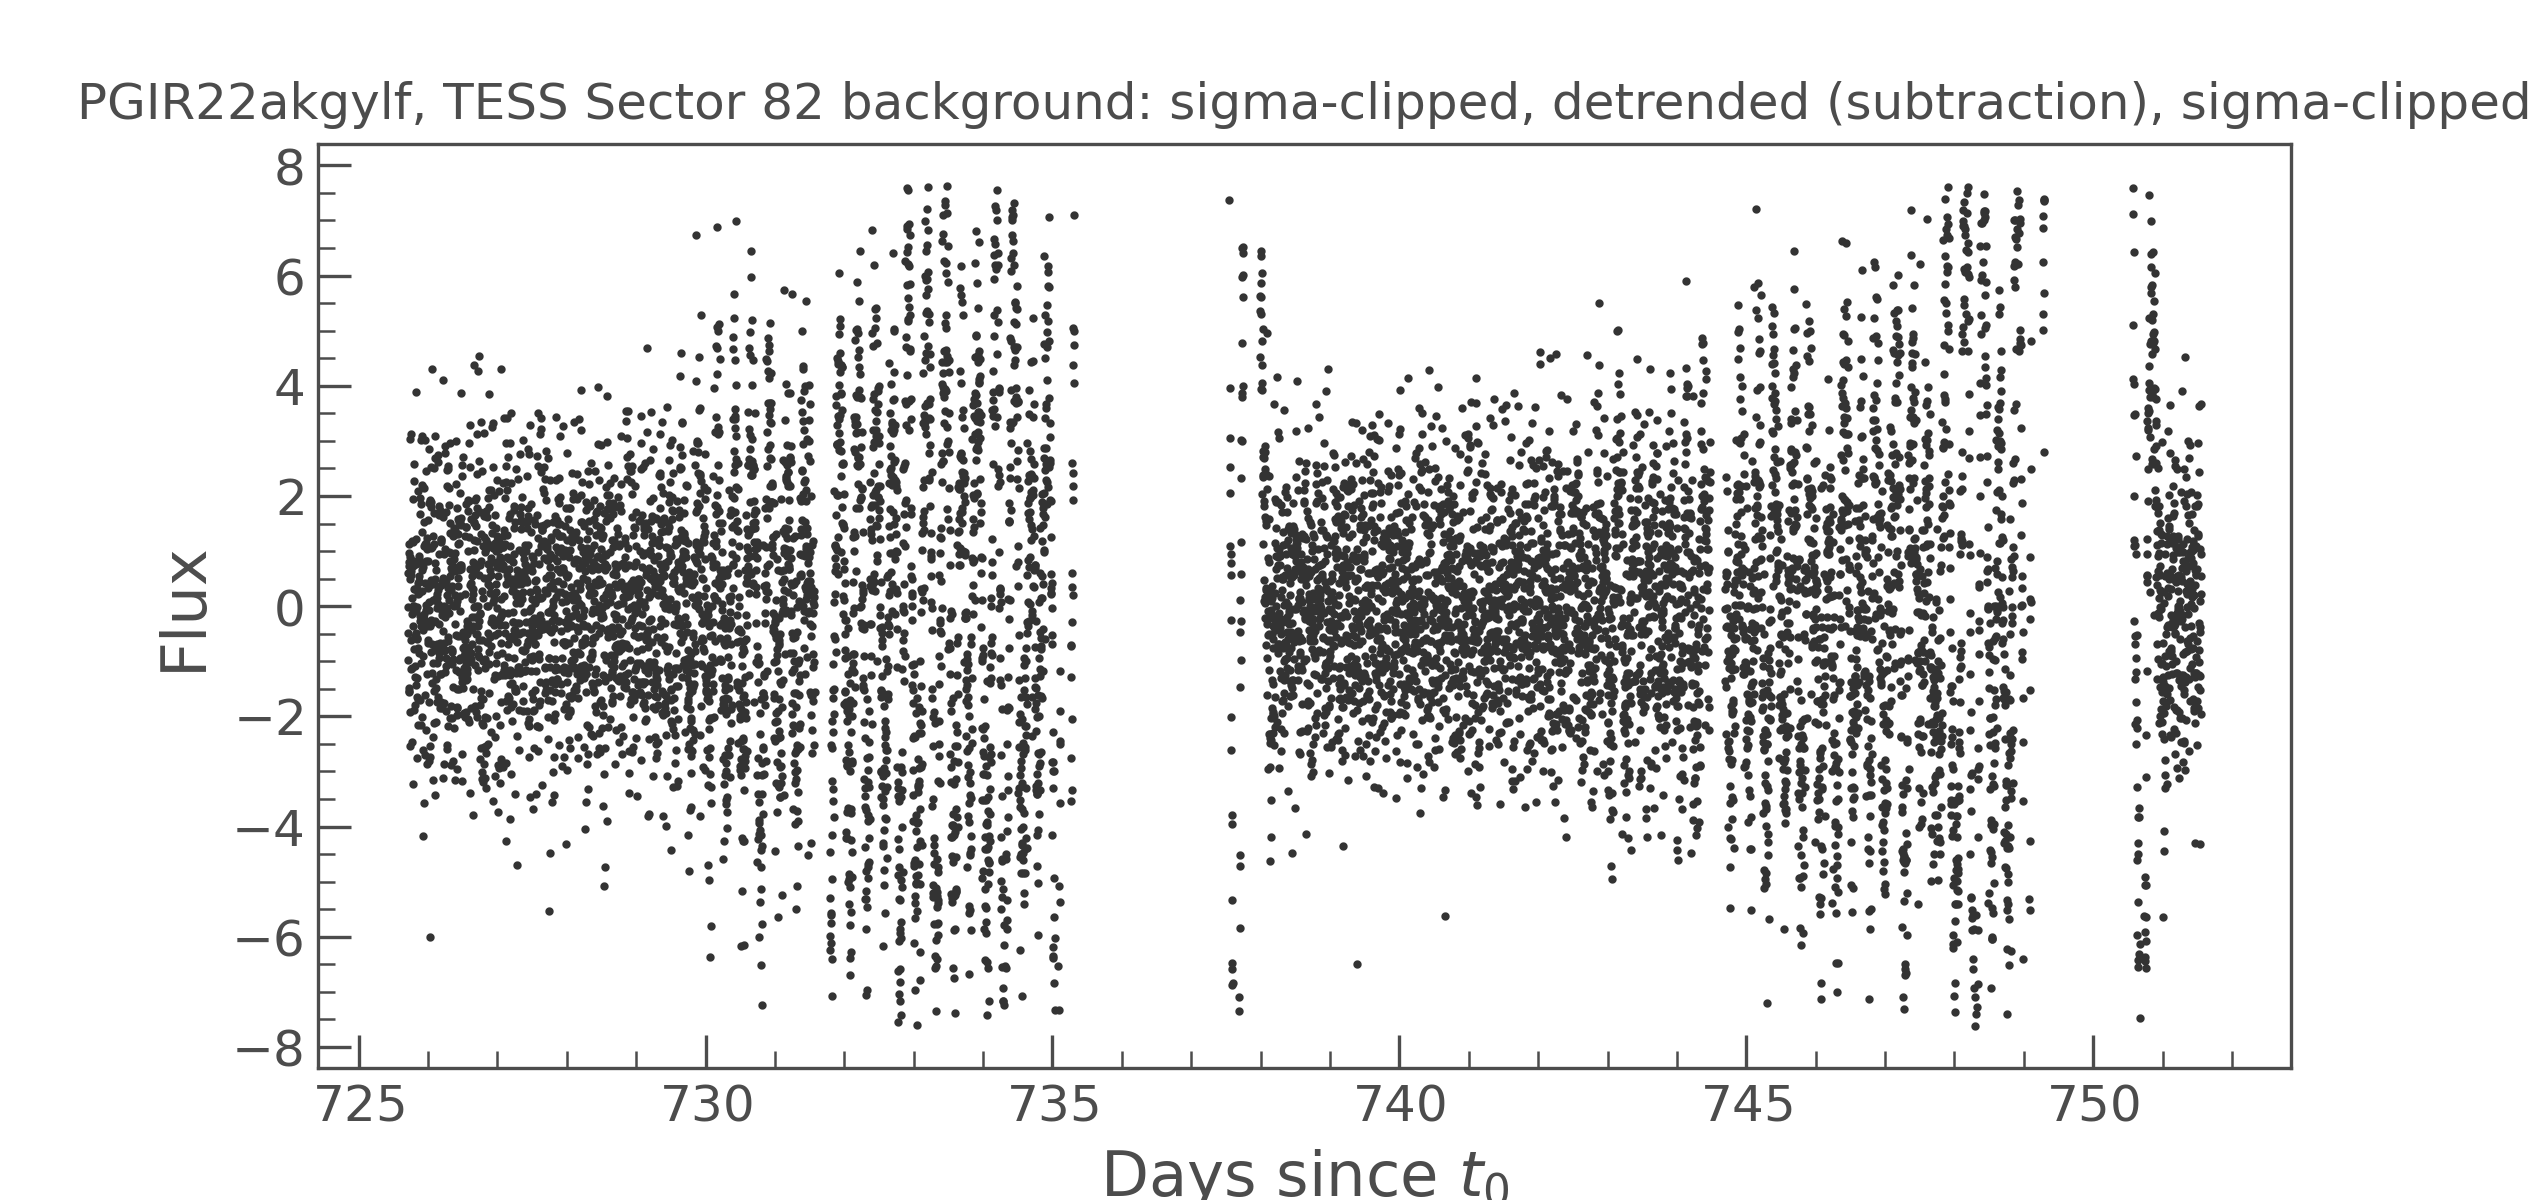 PGIR22akgylf, TESS Sector 82 background: sigma-clipped, detrended (subtraction), sigma-clipped
8
6
4
2
0
−2
−4
−6
−8
Flux
725 730 735 740 745 750
Days since t0